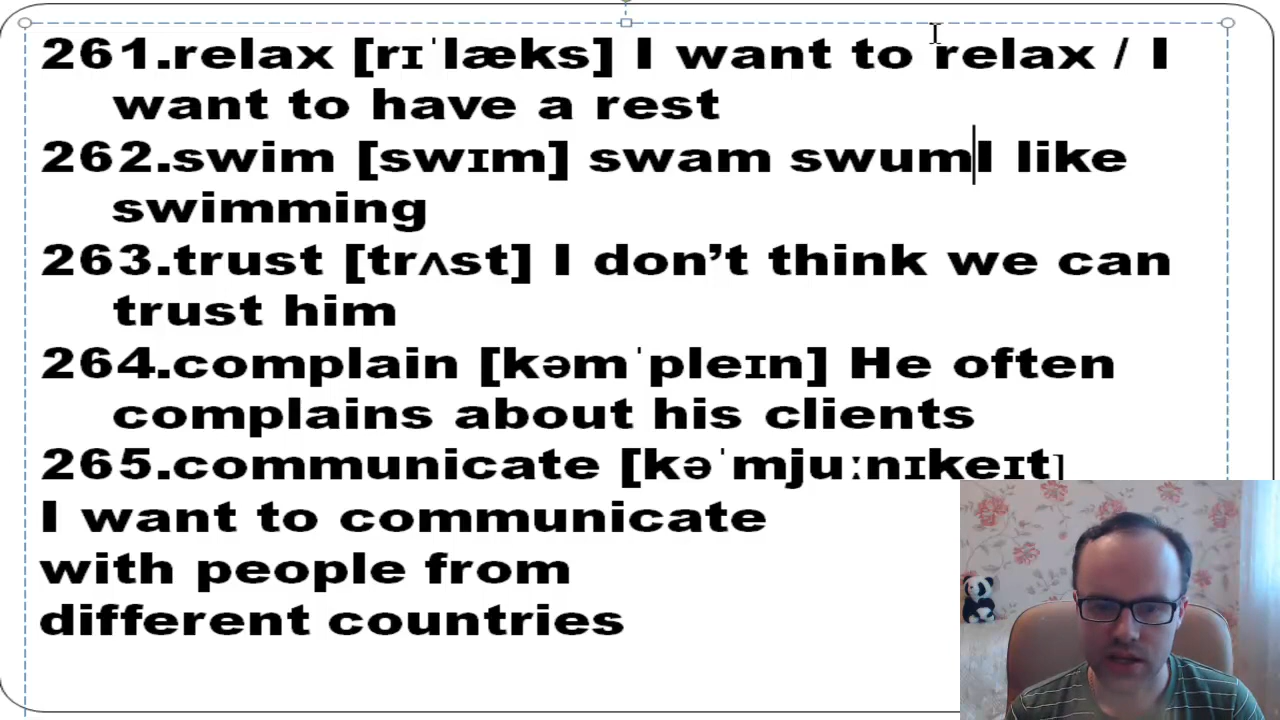 261.relax [rɪˈlæks] I want to relax / I
want to have a rest
262.swim [swɪm] swam swumI like
swimming
263.trust [trʌst] I don’t think we can
trust him
264.complain [kəmˈpleɪn] He often
complains about his clients
265.communicate [kəˈmjuːnɪkeɪt]
I want to communicate
with people from
different countries